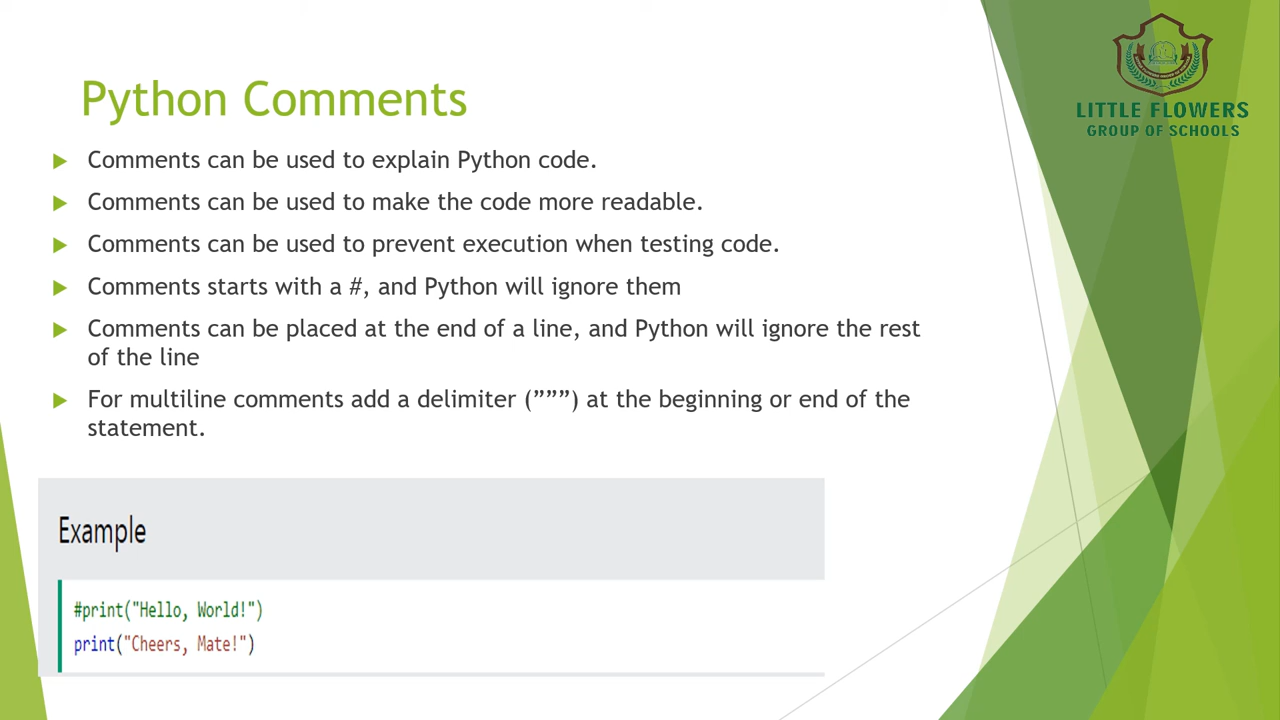 LITTLE FLOWERS
GROUP OF SCHOOLS
Python Comments
Comments can be used to explain Python code.
Comments can be used to make the code more readable.
Comments can be used to prevent execution when testing code.
Comments starts with a #, and Python will ignore them
Comments can be placed at the end of a line, and Python will ignore the rest
of the line
For multiline comments add a delimiter (”””) at the beginning or end of the
statement.
Example
#print("Hello, World!")
print("Cheers, Mate!")